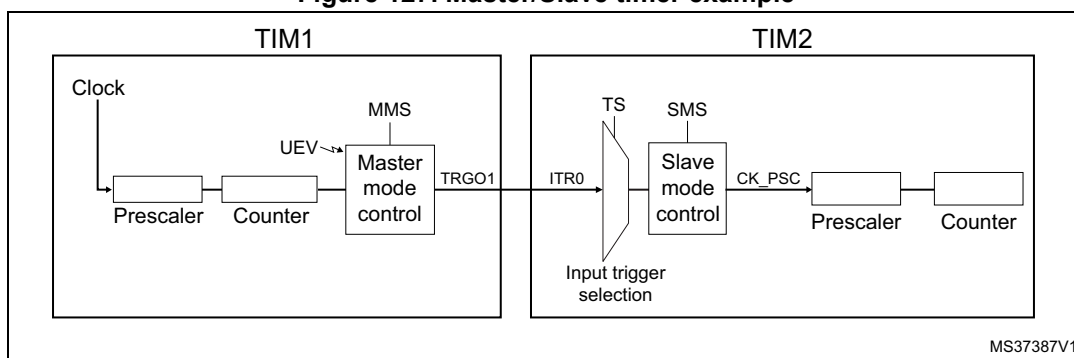 Figure 127. Master/Slave timer example
TIM1
TIM2
Clock
MMS
TS
SMS
UEV
Master
mode
control
TRGO1
ITR0
Slave
mode
control
CK_PSC
Prescaler
Counter
Prescaler
Counter
Input trigger
selection
MS37387V1